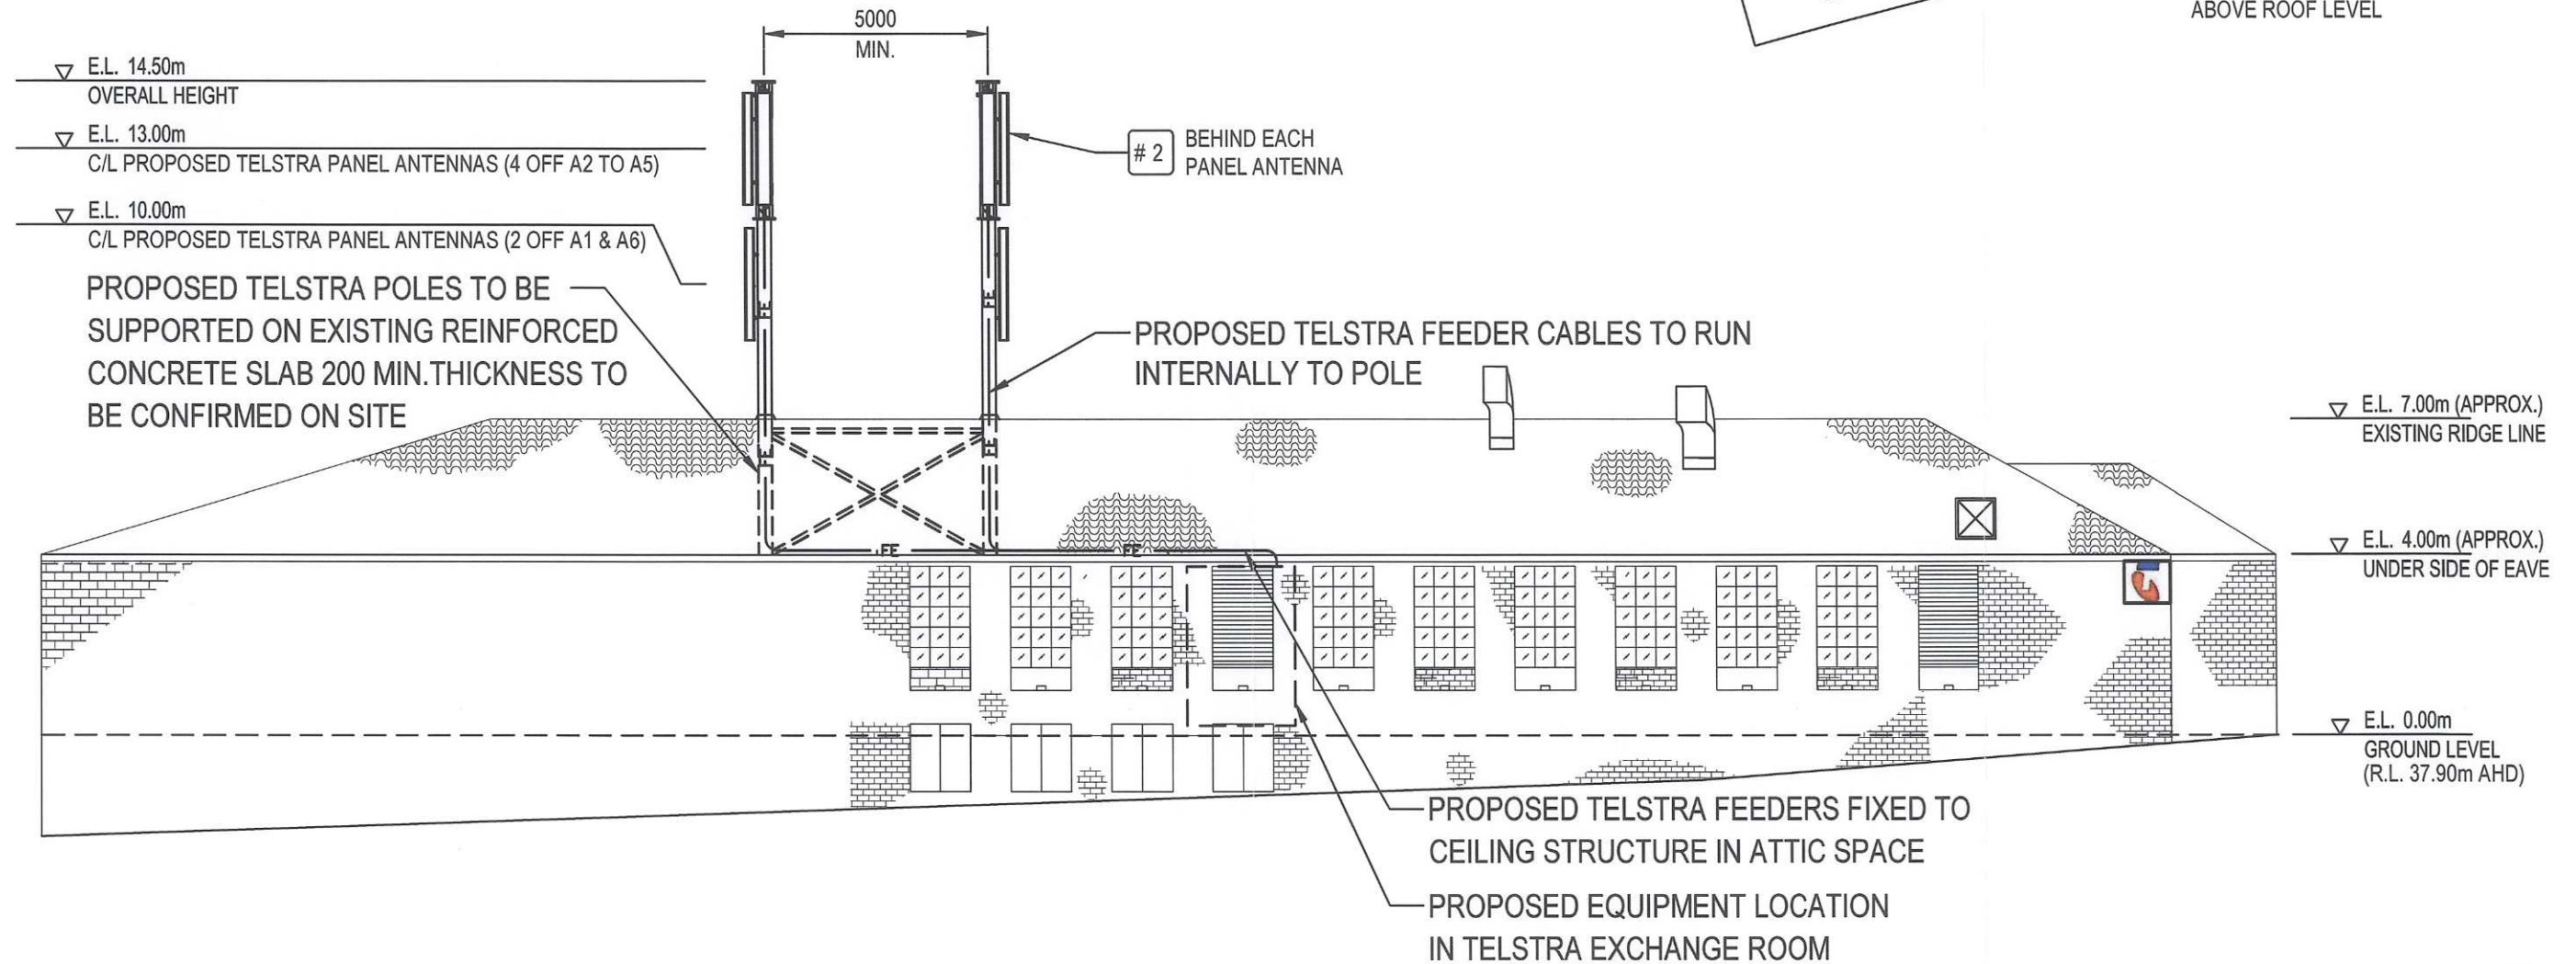 ABOVE ROOF LEVEL
5000
MIN.
E.L. 14.50m
OVERALL HEIGHT
E.L. 13.00m
C/L PROPOSED TELSTRA PANEL ANTENNAS (4 OFF A2 TO A5)
E.L. 10.00m
C/L PROPOSED TELSTRA PANEL ANTENNAS (2 OFF A1 & A6)
# 2
BEHIND EACH
PANEL ANTENNA
PROPOSED TELSTRA POLES TO BE
SUPPORTED ON EXISTING REINFORCED
CONCRETE SLAB 200 MIN.THICKNESS TO
BE CONFIRMED ON SITE
PROPOSED TELSTRA FEEDER CABLES TO RUN
INTERNALLY TO POLE
E.L. 7.00m (APPROX.)
EXISTING RIDGE LINE
E.L. 4.00m (APPROX.)
UNDER SIDE OF EAVE
FE
FE
E.L. 0.00m
GROUND LEVEL
(R.L. 37.90m AHD)
PROPOSED TELSTRA FEEDERS FIXED TO
CEILING STRUCTURE IN ATTIC SPACE
PROPOSED EQUIPMENT LOCATION
IN TELSTRA EXCHANGE ROOM